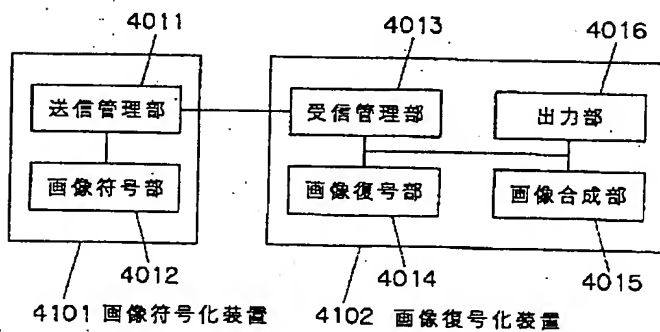 4011
4013
4016
送信管理部
受信管理部
出力部
画像符号部
画像復号部
画像合成部
4012
4014
4015
4101 画像符号化装置
4102 画像復号化装置